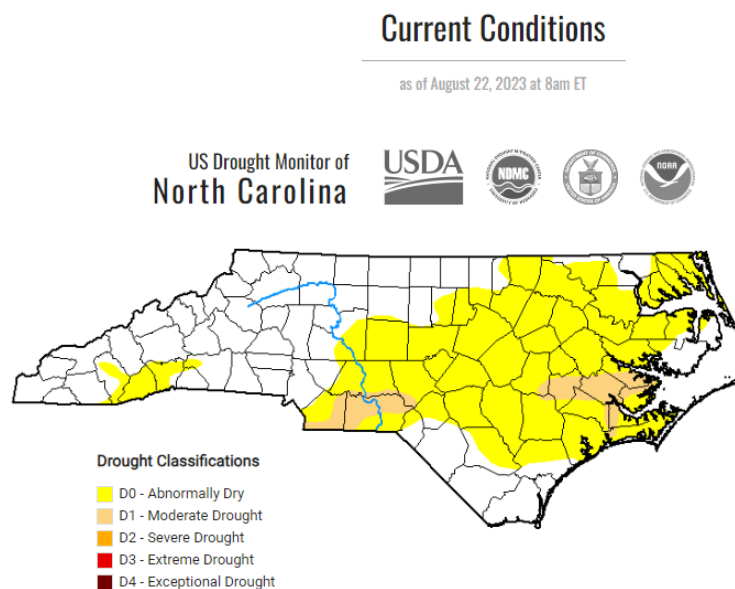 Current Conditions
as of August 22, 2023 at 8am ET
US Drought Monitor of
North Carolina
USDA
NDMC
NOAA
Drought Classifications
D0 - Abnormally Dry
D1 - Moderate Drought
D2 - Severe Drought
D3 - Extreme Drought
D4 - Exceptional Drought